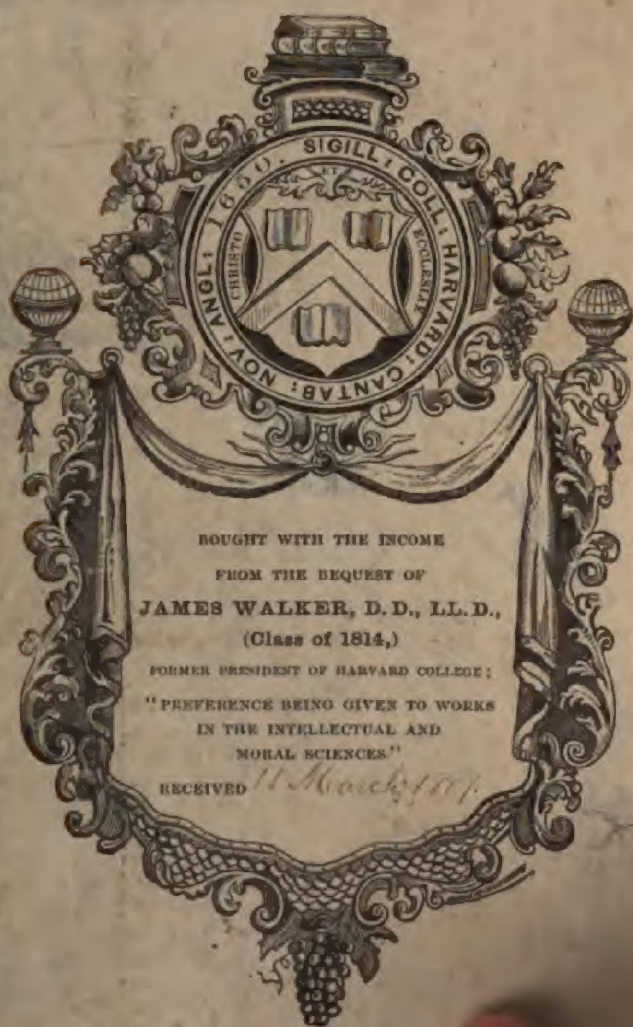 SIGILL: COLL: HARVARD: CANTAB: NOV: ANGL: 1650.
ET
CHRISTO
ECCLESIAE
BOUGHT WITH THE INCOME
FROM THE BEQUEST OF
JAMES WALKER, D.D., LL.D.,
(Class of 1814,)
FORMER PRESIDENT OF HARVARD COLLEGE;
"PREFERENCE BEING GIVEN TO WORKS
IN THE INTELLECTUAL AND
MORAL SCIENCES"
RECEIVED 11 March,